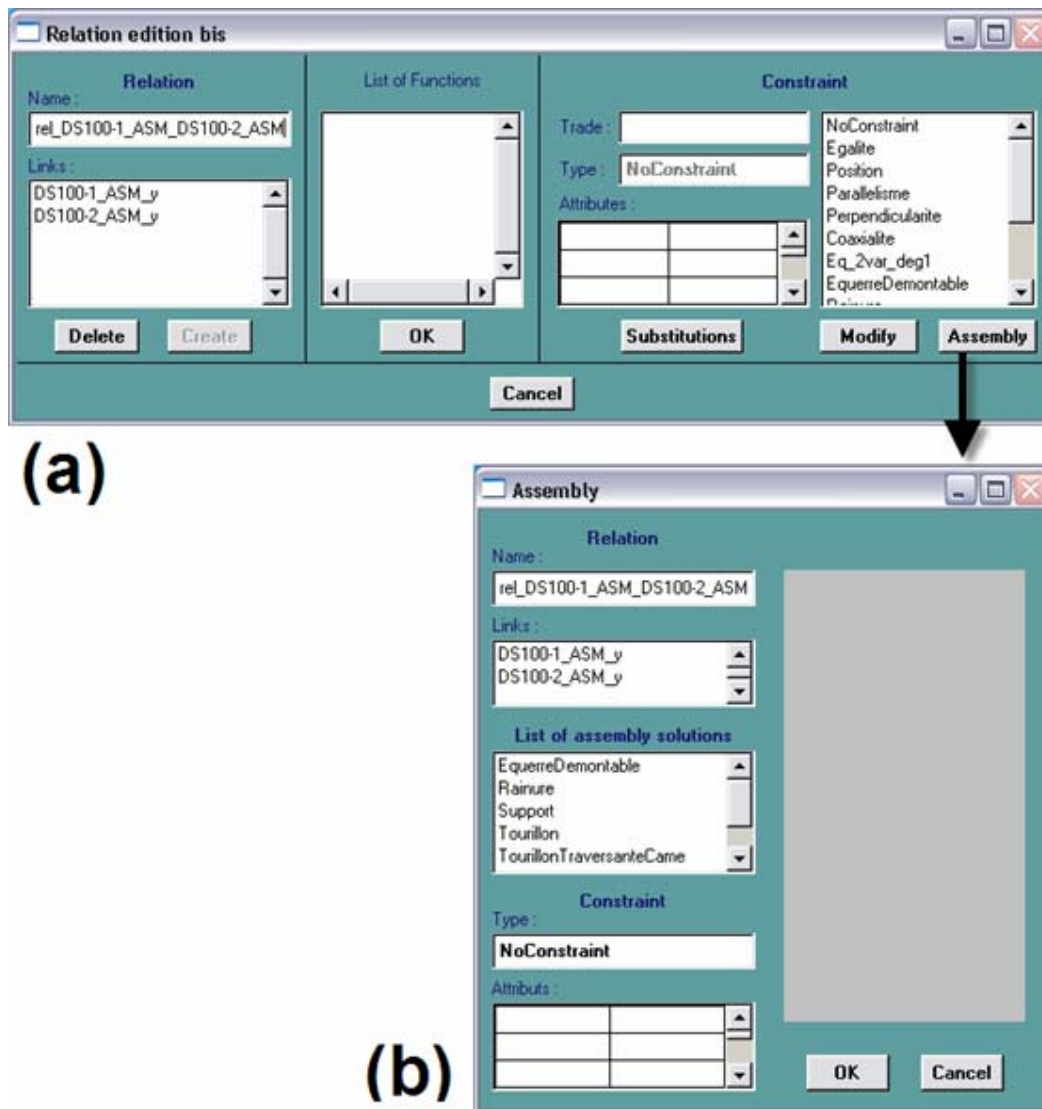 Relation edition bis
Relation
Name :
rel_DS100-1_ASM_DS100-2_ASM
Links :
DS100-1_ASM_y
DS100-2_ASM_y
Delete
Create
List of Functions
OK
Constraint
Trade :
Type :
NoConstraint
Attributes :
Substitutions
NoConstraint
Egalite
Position
Parallelisme
Perpendicularite
Coaxialite
Eq_2var_deg1
EquerreDemontable
Modify
Assembly
Cancel
(a)
Assembly
Relation
Name :
rel_DS100-1_ASM_DS100-2_ASM
Links :
DS100-1_ASM_y
DS100-2_ASM_y
List of assembly solutions
EquerreDemontable
Rainure
Support
Tourillon
TourillonTraversanteCame
Constraint
Type :
NoConstraint
Attributs :
OK
Cancel
(b)